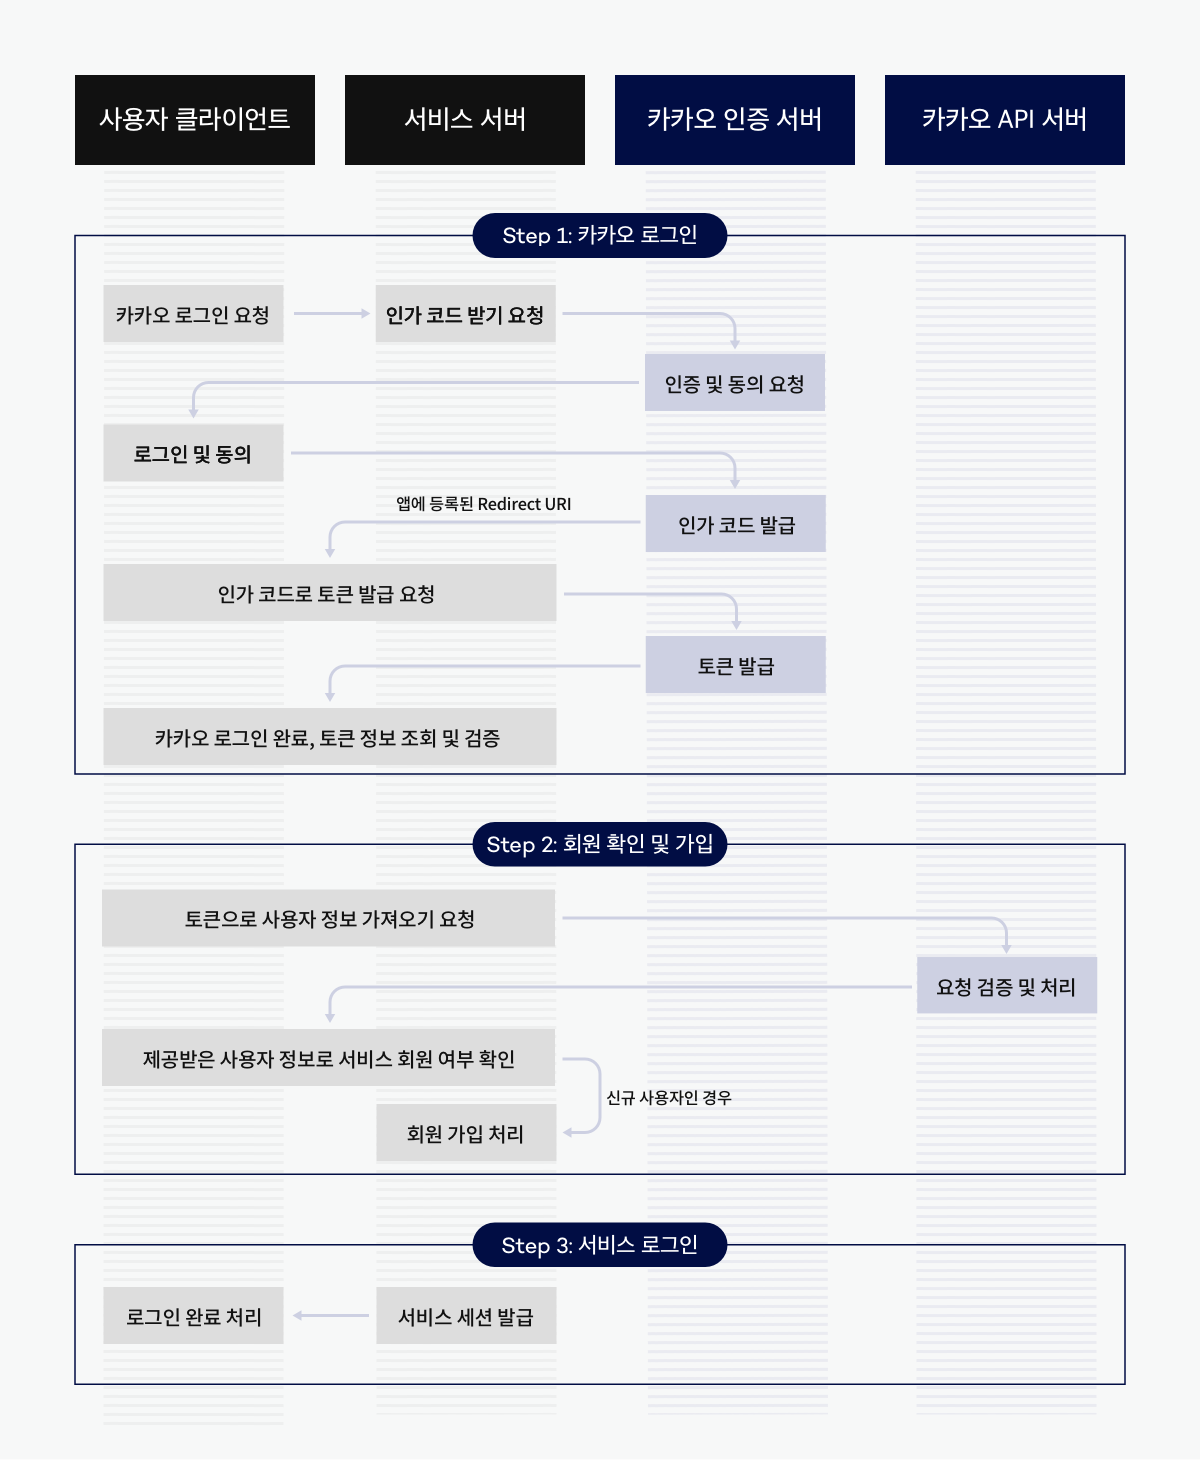 사용자 클라이언트
서비스 서버
카카오 인증 서버
카카오 API 서버
Step 1: 카카오 로그인
카카오 로그인 요청
인가 코드 받기 요청
인증 및 동의 요청
로그인 및 동의
앱에 등록된 Redirect URI
인가 코드 발급
인가 코드로 토큰 발급 요청
토큰 발급
카카오 로그인 완료, 토큰 정보 조회 및 검증
Step 2: 회원 확인 및 가입
토큰으로 사용자 정보 가져오기 요청
요청 검증 및 처리
제공받은 사용자 정보로 서비스 회원 여부 확인
신규 사용자인 경우
회원 가입 처리
Step 3: 서비스 로그인
로그인 완료 처리
서비스 세션 발급